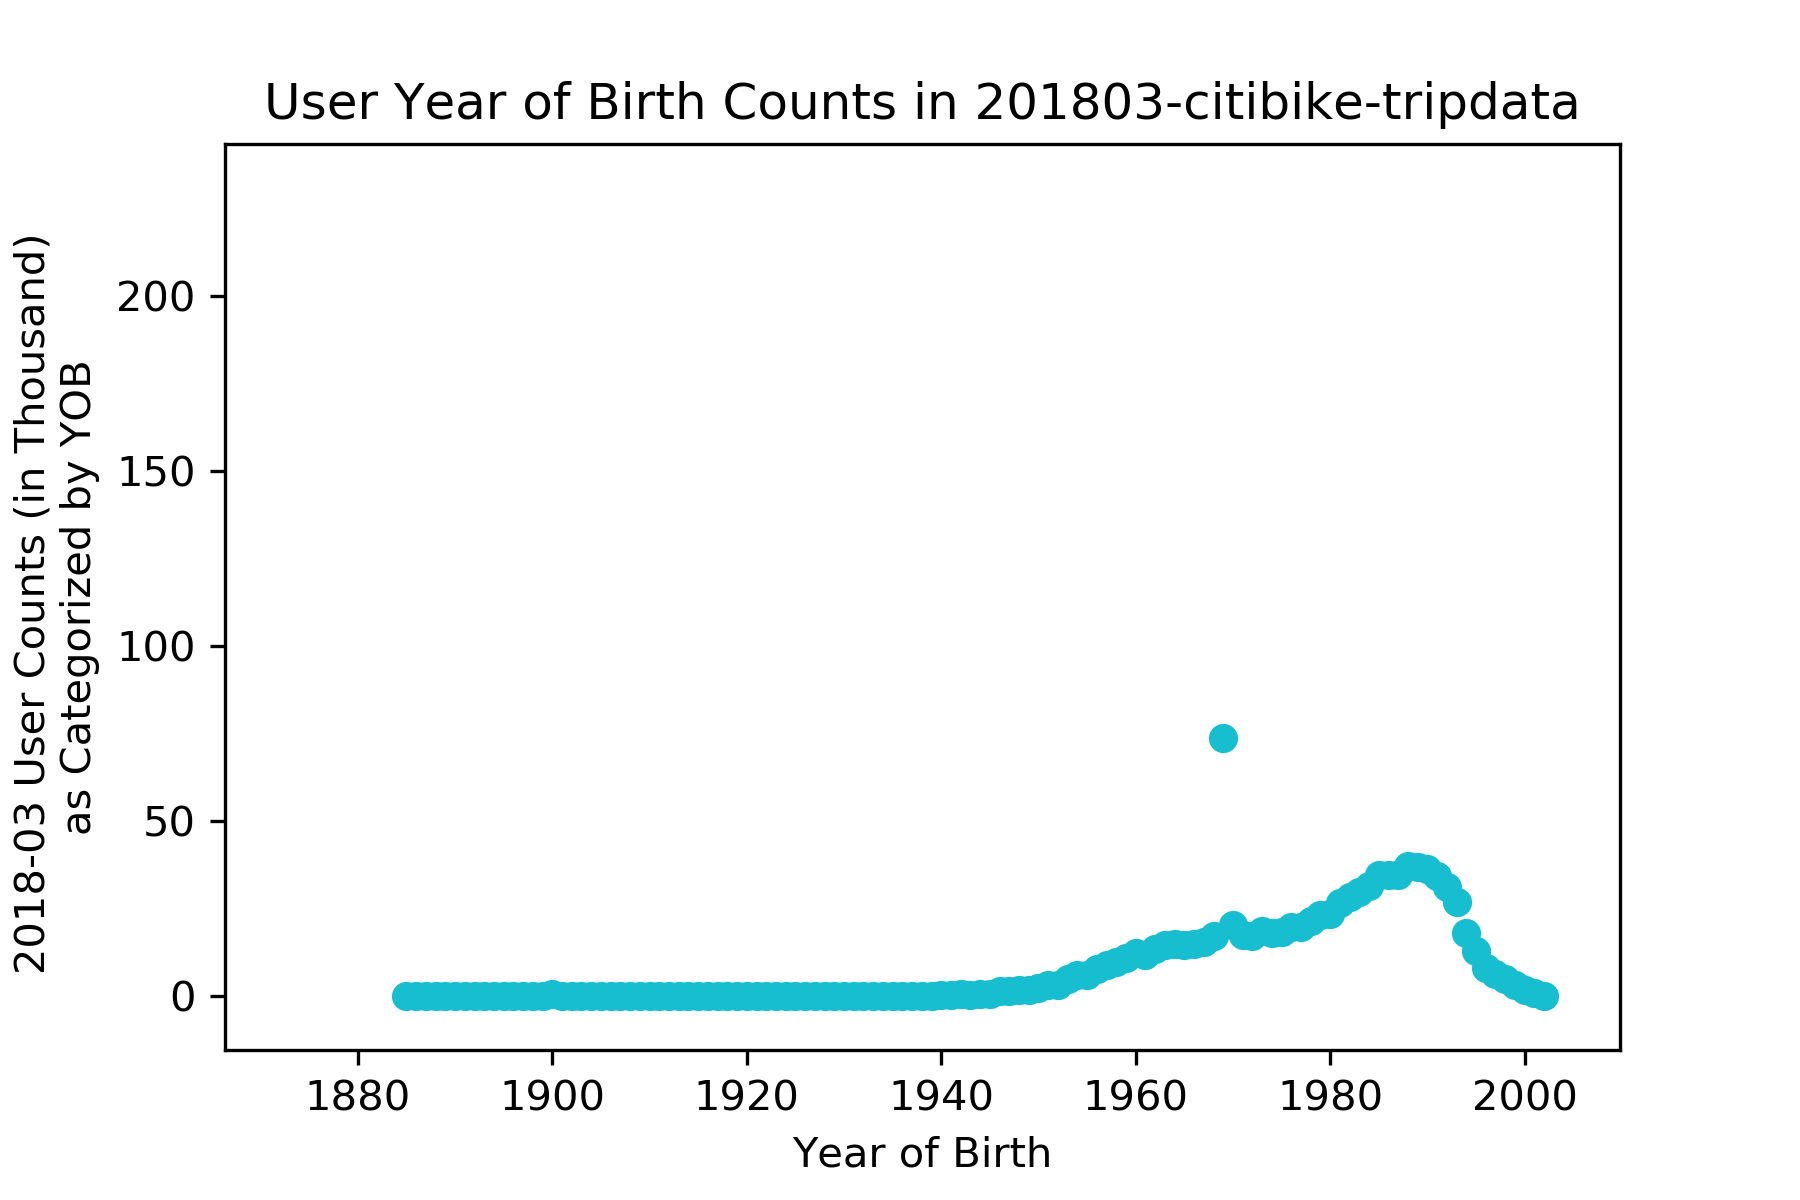 User Year of Birth Counts in 201803-citibike-tripdata
2018-03 User Counts (in Thousand)
as Categorized by YOB
200
150
100
50
0
1880 1900 1920 1940 1960 1980 2000
Year of Birth